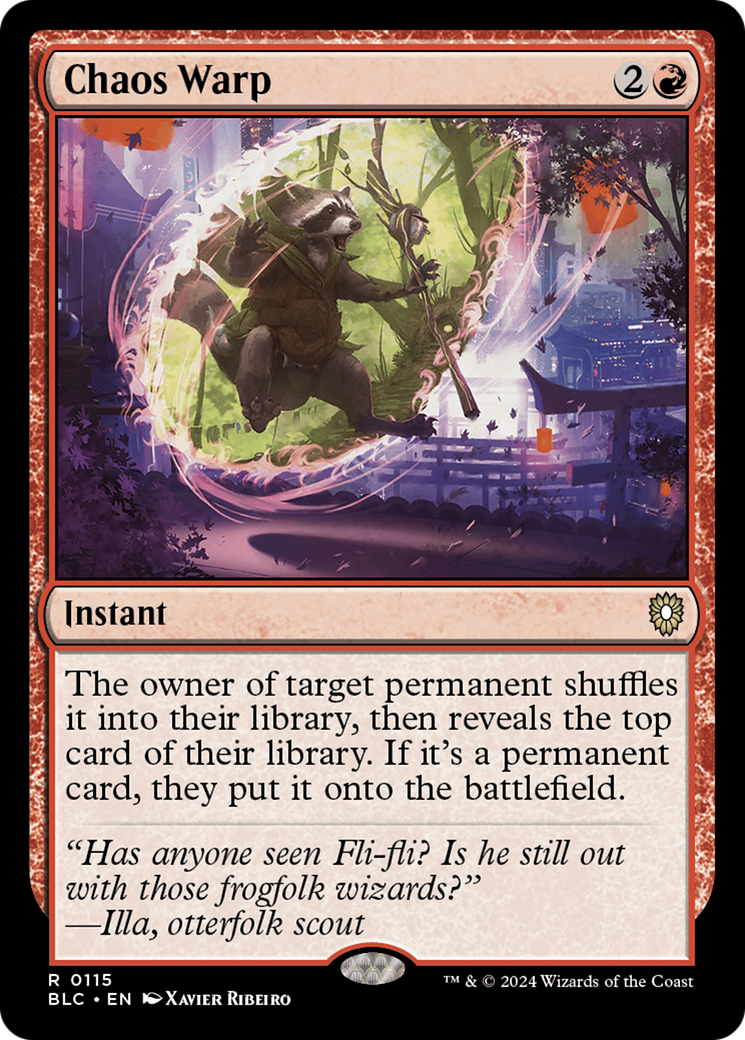 Chaos Warp 2
Instant
The owner of target permanent shuffles
it into their library, then reveals the top
card of their library. If it's a permanent
card, they put it onto the battlefield.
“Has anyone seen Fli-fli? Is he still out
with those frogfolk wizards?”
—Illa, otterfolk scout
R 0115 ™ & © 2024 Wizards of the Coast
BLC • EN Xavier Ribeiro